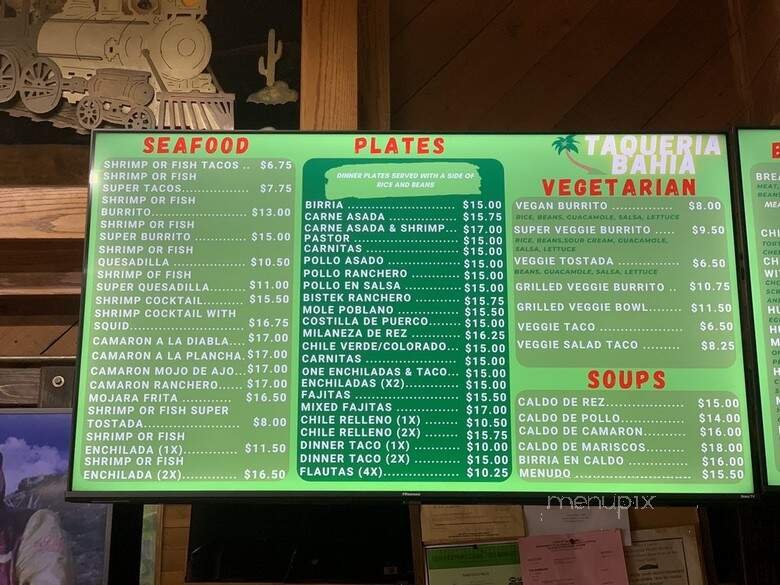 SEAFOOD
SHRIMP OR FISH TACOS .. $6.75
SHRIMP OR FISH
SUPER TACOS............... $7.75
SHRIMP OR FISH
BURRITO..................... $13.00
SHRIMP OR FISH
SUPER BURRITO ............ $15.00
SHRIMP OR FISH
QUESADILLA ................ $10.50
SHRIMP OF FISH
SUPER QUESADILLA........ $11.00
SHRIMP COCKTAIL.......... $15.50
SHRIMP COCKTAIL WITH
SQUID........................ $16.75
CAMARON A LA DIABLA... $17.00
CAMARON A LA PLANCHA. $17.00
CAMARON MOJO DE AJO... $17.00
CAMARON RANCHERO...... $17.00
MOJARA FRITA .............. $16.50
SHRIMP OR FISH SUPER
TOSTADA..................... $8.00
SHRIMP OR FISH
ENCHILADA (1X)............. $11.50
SHRIMP OR FISH
ENCHILADA (2X)............. $16.50
PLATES
DINNER PLATES SERVED WITH A SIDE OF
RICE AND BEANS
BIRRIA ........................ $15.00
CARNE ASADA ............... $15.75
CARNE ASADA & SHRIMP... $17.00
PASTOR ....................... $15.00
CARNITAS .................... $15.00
POLLO ASADO ............... $15.00
POLLO RANCHERO .......... $15.00
POLLO EN SALSA ............ $15.00
BISTEK RANCHERO ......... $15.75
MOLE POBLANO ............. $15.50
COSTILLA DE PUERCO...... $15.00
MILANEZA DE REZ .......... $16.25
CHILE VERDE/COLORADO.. $15.00
CARNITAS .................... $15.00
ONE ENCHILADAS & TACO... $15.00
ENCHILADAS (X2)............ $15.00
FAJITAS ....................... $15.50
MIXED FAJITAS .............. $17.00
CHILE RELLENO (1X) ........ $10.50
CHILE RELLENO (2X) ........ $15.75
DINNER TACO (1X) .......... $10.00
DINNER TACO (2X) .......... $15.00
FLAUTAS (4X)................. $10.25
TAQUERIA
BAHIA
VEGETARIAN
VEGAN BURRITO ................ $8.00
RICE, BEANS, GUACAMOLE, SALSA, LETTUCE
SUPER VEGGIE BURRITO ..... $9.50
RICE, BEANS,SOUR CREAM, GUACAMOLE,
SALSA, LETTUCE
VEGGIE TOSTADA .............. $6.50
BEANS, GUACAMOLE, SALSA, LETTUCE
GRILLED VEGGIE BURRITO .. $10.75
GRILLED VEGGIE BOWL........ $11.50
VEGGIE TACO ................... $6.50
VEGGIE SALAD TACO .......... $8.25
SOUPS
CALDO DE REZ................. $15.00
CALDO DE POLLO.............. $14.00
CALDO DE CAMARON......... $16.00
CALDO DE MARISCOS........ $18.00
BIRRIA EN CALDO ............ $16.00
MENUDO ....................... $15.50
Hisense
Roku TV
menupix